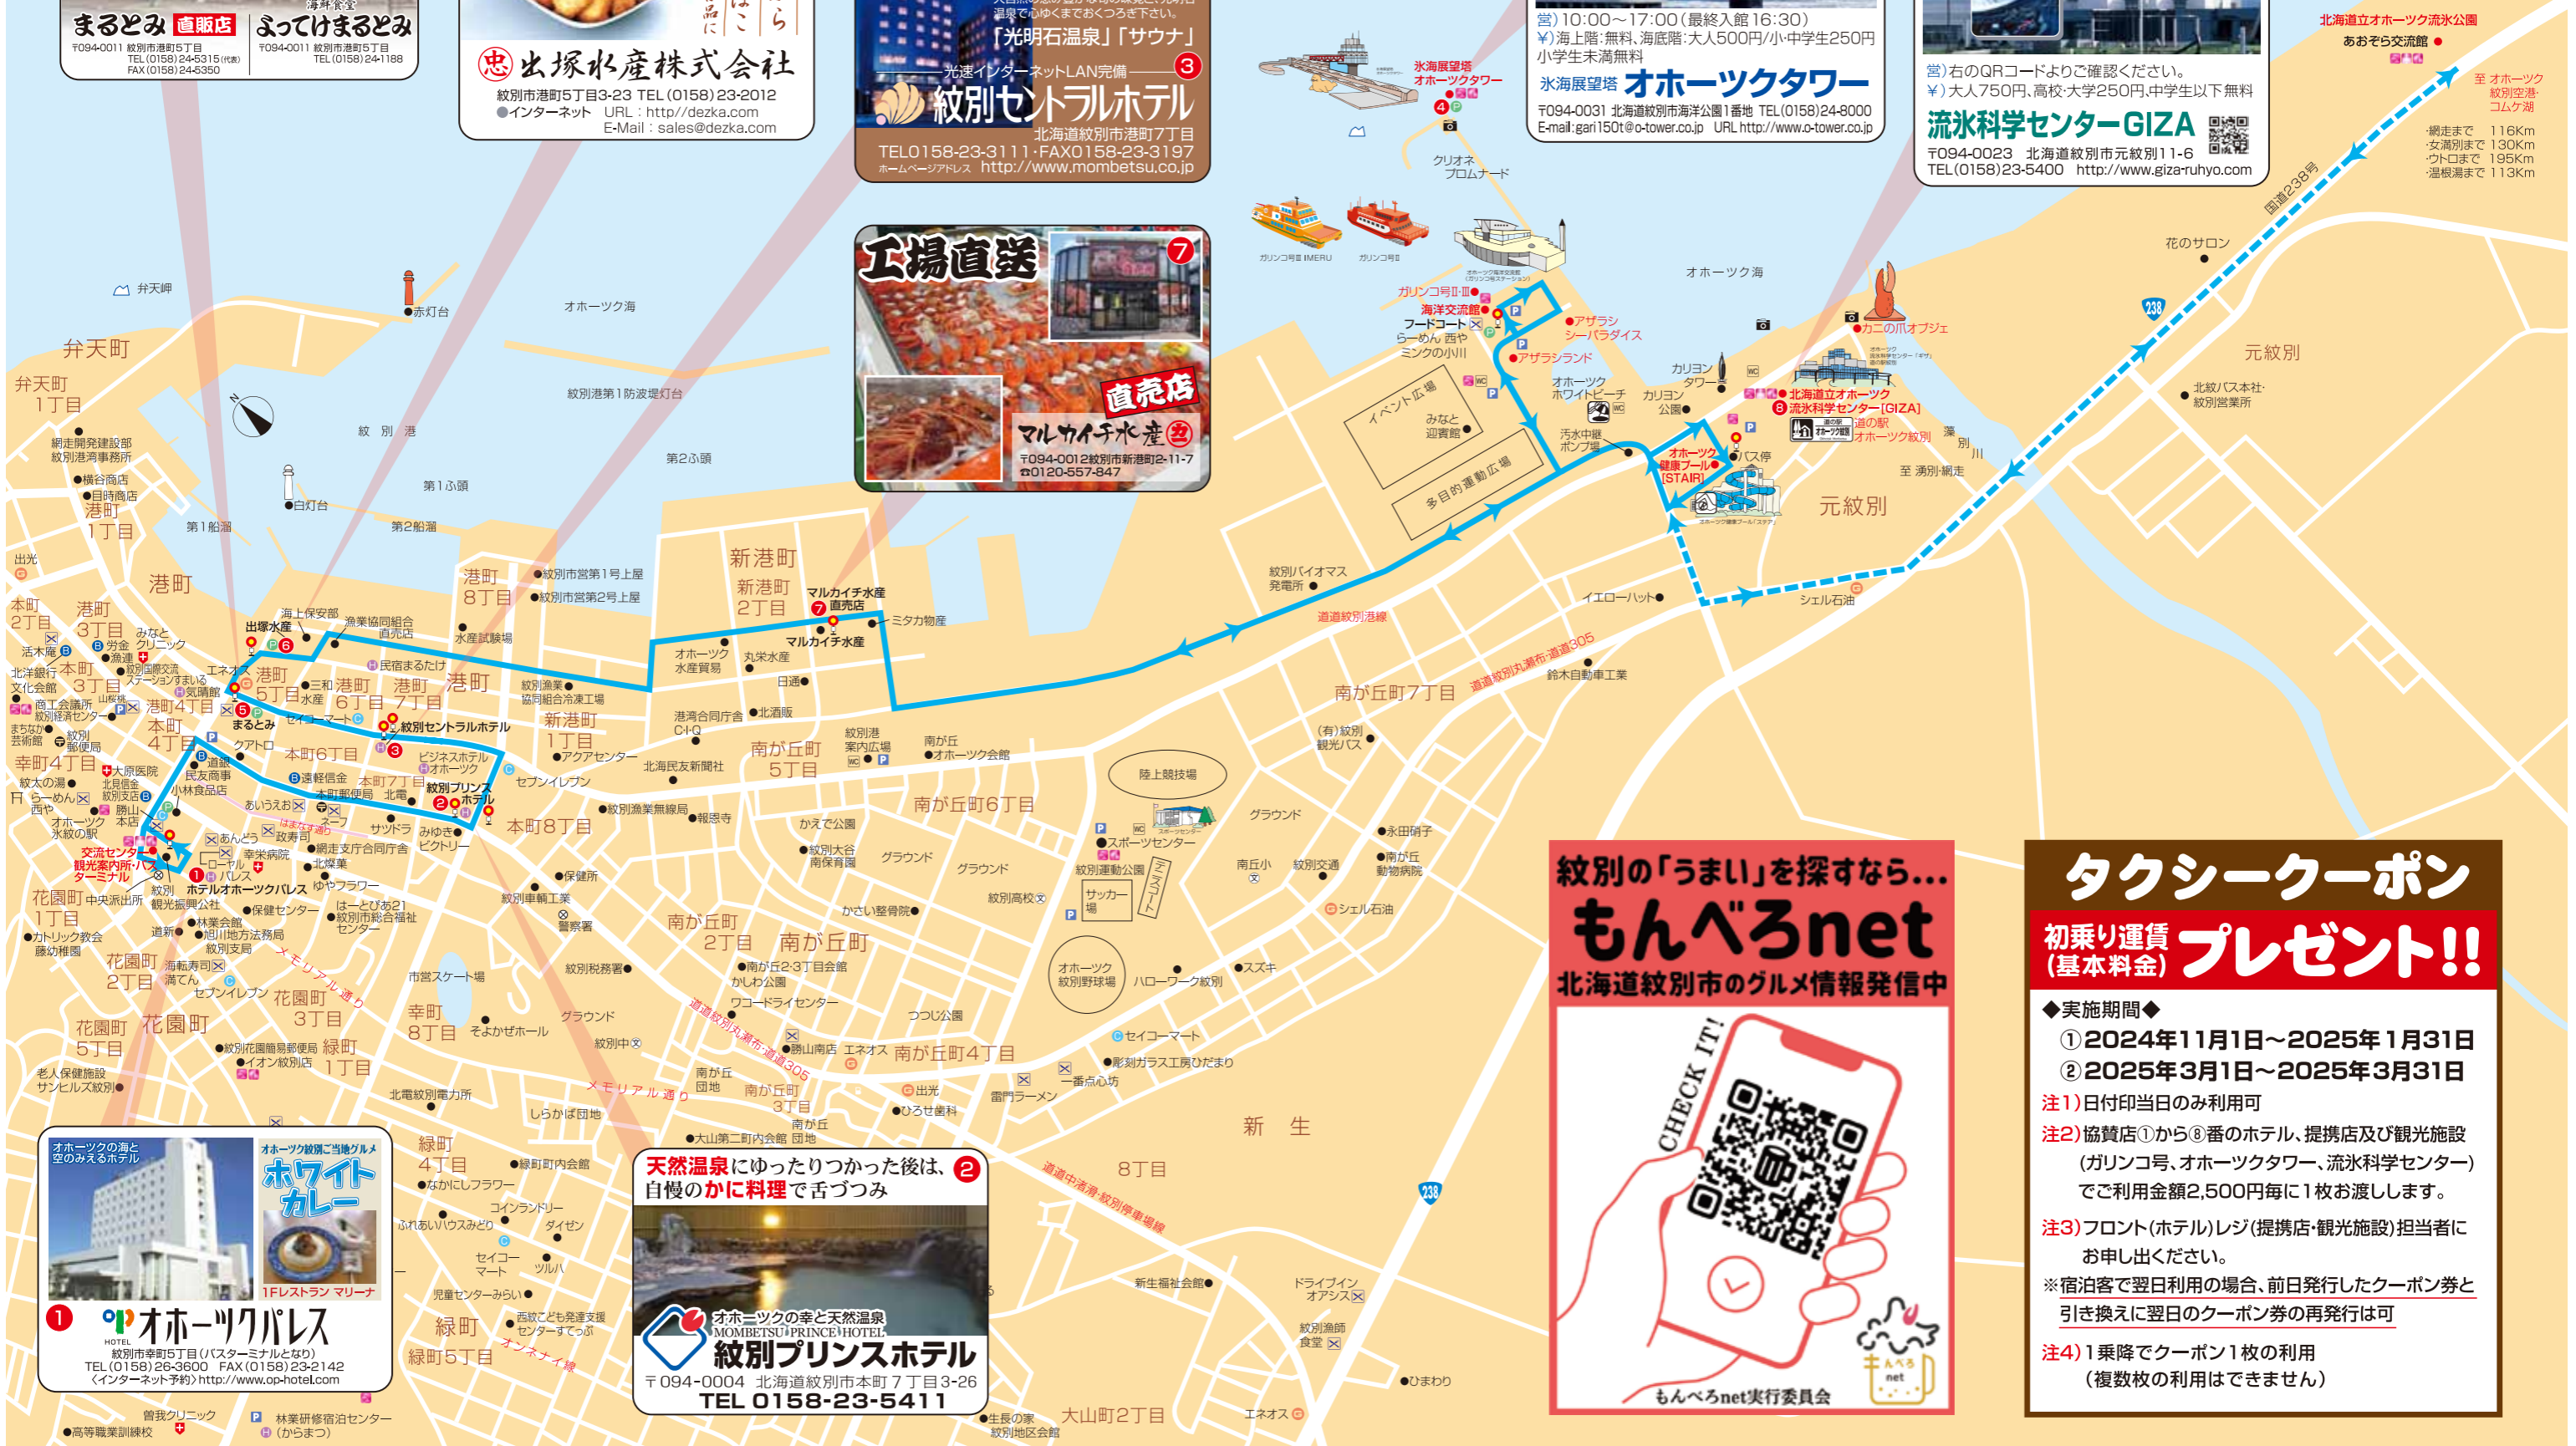 まるとみ 直販店
〒094-0011 紋別市港町5丁目
TEL(0158)24-5315(代表)
FAX(0158)24-5350
海鮮食堂
よってけまるとみ
〒094-0011 紋別市港町5丁目
TEL(0158)24-1188
忠 出塚水産株式会社
紋別市港町5丁目3-23 TEL(0158)23-2012
●インターネット URL:http//dezka.com
E-Mail:sales@dezka.com
温泉で心ゆくまでおくつろぎ下さい。
「光明石温泉」「サウナ」
光速インターネットLAN完備
3
紋別セントラルホテル
北海道紋別市港町7丁目
TEL0158-23-3111・FAX0158-23-3197
ホームページアドレス http://www.mombetsu.co.jp
営)10:00〜17:00(最終入館16:30)
¥)海上階:無料、海底階:大人500円/小・中学生250円
小学生未満無料
氷海展望塔 オホーツクタワー
〒094-0031 北海道紋別市海洋公園1番地 TEL(0158)24-8000
E-mail:gari150t@o-tower.co.jp URL http://www.o-tower.co.jp
営)右のQRコードよりご確認ください。
¥)大人750円、高校・大学250円、中学生以下無料
流氷科学センターGIZA
〒094-0023 北海道紋別市元紋別11-6
TEL(0158)23-5400 http://www.giza-ruhyo.com
北海道立オホーツク流氷公園
あおぞら交流館
至 オホーツク
紋別空港・
コムケ湖
・網走まで 116Km
・女満別まで 130Km
・ウトロまで 195Km
・温根湯まで 113Km
国道238号
花のサロン
238
元紋別
北紋バス本社・
紋別営業所
氷海展望塔
オホーツクタワー
4
クリオネ
プロムナード
ガリンコ号Ⅲ IMERU
ガリンコ号Ⅱ
オホーツク海洋交流館
(ガリンコ号ステーション)
オホーツク海
ガリンコ号Ⅱ・Ⅲ
海洋交流館
フードコート
らーめん 西や
ミンクの小川
アザラシ
シーパラダイス
アザラシランド
カニの爪オブジェ
オホーツク
ホワイトビーチ
カリヨン
タワー
カリヨン
公園
北海道立オホーツク
8 流氷科学センター[GIZA]
道の駅
オホーツク紋別
藻別川
至 湧別・網走
イベント広場
みなと
迎賓館
多目的運動広場
汚水中継
ポンプ場
オホーツク
健康プール
[STAIR]
バス停
オホーツク健康プール「ステア」
元紋別
工場直送
7
直売店
マルカイチ水産
〒094-0012紋別市新港町2-11-7
☎0120-557-847
弁天岬
赤灯台
オホーツク海
弁天町
弁天町
1丁目
紋別港第1防波堤灯台
N
紋別港
網走開発建設部
紋別港湾事務所
横谷商店
目時商店
港町
1丁目
第2ふ頭
第1ふ頭
白灯台
第1船溜
第2船溜
出光
港町
港町
8丁目
紋別市営第1号上屋
紋別市営第2号上屋
新港町
新港町
2丁目
マルカイチ水産
7 直売店
マルカイチ水産
ミタカ物産
紋別バイオマス
発電所
道道紋別港線
イエローハット
シェル石油
道道紋別丸瀬布・道道305
鈴木自動車工業
南が丘町7丁目
本町
2丁目
港町
3丁目
海上保安部
出塚水産
6
漁業協同組合
直売店
水産試験場
みなと
クリニック
労金
漁連
活木庵
北洋銀行
文化会館
本町
3丁目
紋別国際交流
ステーションすまいる
エネオス
気晴館
港町
5丁目
三和
水産
港町
6丁目
港町
7丁目
港町
民宿まるたけ
紋別漁業
協同組合冷凍工場
オホーツク
水産貿易
丸栄水産
日通
商工会議所
紋別経済センター
山桜桃
港町4丁目
5
まるとみ
セイコーマート
紋別セントラルホテル
3
新港町
1丁目
港湾合同庁舎
C・I・Q
北酒販
まちなか
芸術館
紋別
郵便局
本町
4丁目
クアトロ
道銀
民友商事
本町6丁目
ビジネスホテル
オホーツク
アクアセンター
北海民友新聞社
南が丘町
5丁目
紋別港
案内広場
南が丘
オホーツク会館
(有)紋別
観光バス
幸町4丁目
紋太の湯
大原医院
北見信金
紋別支店
小林食品店
遠軽信金
本町7丁目
本町郵便局
北電
紋別プリンス
2 ホテル
セブンイレブン
らーめん
西や
勝山
本店
オホーツク
氷紋の駅
あいうえお
ネーブ
サツドラ
みゆき
ビクトリー
はまなす通り
本町8丁目
紋別漁業無線局
報恩寺
かえで公園
南が丘町6丁目
陸上競技場
グラウンド
交流センター
観光案内所・バス
ターミナル
あんどう
政寿司
幸栄病院
網走支庁合同庁舎
北燦菓
ローヤル
パレス
1
ホテルオホーツクパレス
ゆやフラワー
花園町
1丁目
中央派出所
紋別
観光振興公社
保健センター
はーとぴあ21
紋別市総合福祉
センター
林業会館
道新
旭川地方法務局
紋別支局
カトリック教会
藤幼稚園
保健所
紋別車輌工業
警察署
紋別大谷
南保育園
グラウンド
グラウンド
かさい整骨院
紋別高校
スポーツセンター
スポーツセンター
紋別運動公園
サッカー
場
テニスコート
南丘小
紋別交通
永田硝子
南が丘
動物病院
シェル石油
南が丘町
2丁目
南が丘町
花園町
2丁目
海転寿司
満てん
セブンイレブン
メモリアル通り
市営スケート場
紋別税務署
南が丘2・3丁目会館
かしわ公園
ワコードライセンター
オホーツク
紋別野球場
ハローワーク紋別
スズキ
花園町
3丁目
花園町
花園町
5丁目
幸町
8丁目
そよかぜホール
グラウンド
紋別中
道道紋別丸瀬布・道道305
つつじ公園
セイコーマート
紋別花園簡易郵便局
イオン紋別店
緑町
1丁目
老人保健施設
サンヒルズ紋別
勝山南店
エネオス
南が丘町4丁目
彫刻ガラス工房ひだまり
一番点心坊
雷門ラーメン
北電紋別電力所
メモリアル通り
南が丘
団地
南が丘町
3丁目
出光
ひろせ歯科
しらかば団地
南が丘
団地
大山第二町内会館
新生
8丁目
緑町
4丁目
緑町町内会館
なかにしフラワー
コインランドリー
ふれあいハウスみどり
ダイゼン
セイコー
マート
ツルハ
児童センターみらい
西紋こども発達支援
センターすてっぷ
緑町
緑町5丁目
オンネナイ線
道道中渚滑・紋別停車場線
238
新生福祉会館
ドライブイン
オアシス
紋別漁師
食堂
ひまわり
エネオス
大山町2丁目
生長の家
紋別地区会館
曽我クリニック
高等職業訓練校
林業研修宿泊センター
(からまつ)
オホーツクの海と
空のみえるホテル
オホーツク紋別ご当地グルメ
ホワイト
カレー
1Fレストラン マリーナ
1
HOTEL オホーツクパレス
紋別市幸町5丁目(バスターミナルとなり)
TEL(0158)26-3600 FAX(0158)23-2142
〈インターネット予約〉http://www.op-hotel.com
天然温泉にゆったりつかった後は、
自慢のかに料理で舌づつみ
2
オホーツクの幸と天然温泉
MOMBETSU PRINCE HOTEL
紋別プリンスホテル
〒094-0004 北海道紋別市本町7丁目3-26
TEL 0158-23-5411
紋別の「うまい」を探すなら...
もんべろnet
北海道紋別市のグルメ情報発信中
CHECK IT!
もんべろ
net
もんべろnet実行委員会
タクシークーポン
初乗り運賃
(基本料金)
プレゼント!!
◆実施期間◆
①2024年11月1日〜2025年1月31日
②2025年3月1日〜2025年3月31日
注1)日付印当日のみ利用可
注2)協賛店①から⑧番のホテル、提携店及び観光施設
(ガリンコ号、オホーツクタワー、流氷科学センター)
でご利用金額2,500円毎に1枚お渡しします。
注3)フロント(ホテル)レジ(提携店・観光施設)担当者に
お申し出ください。
※宿泊客で翌日利用の場合、前日発行したクーポン券と
引き換えに翌日のクーポン券の再発行は可
注4)1乗降でクーポン1枚の利用
(複数枚の利用はできません)